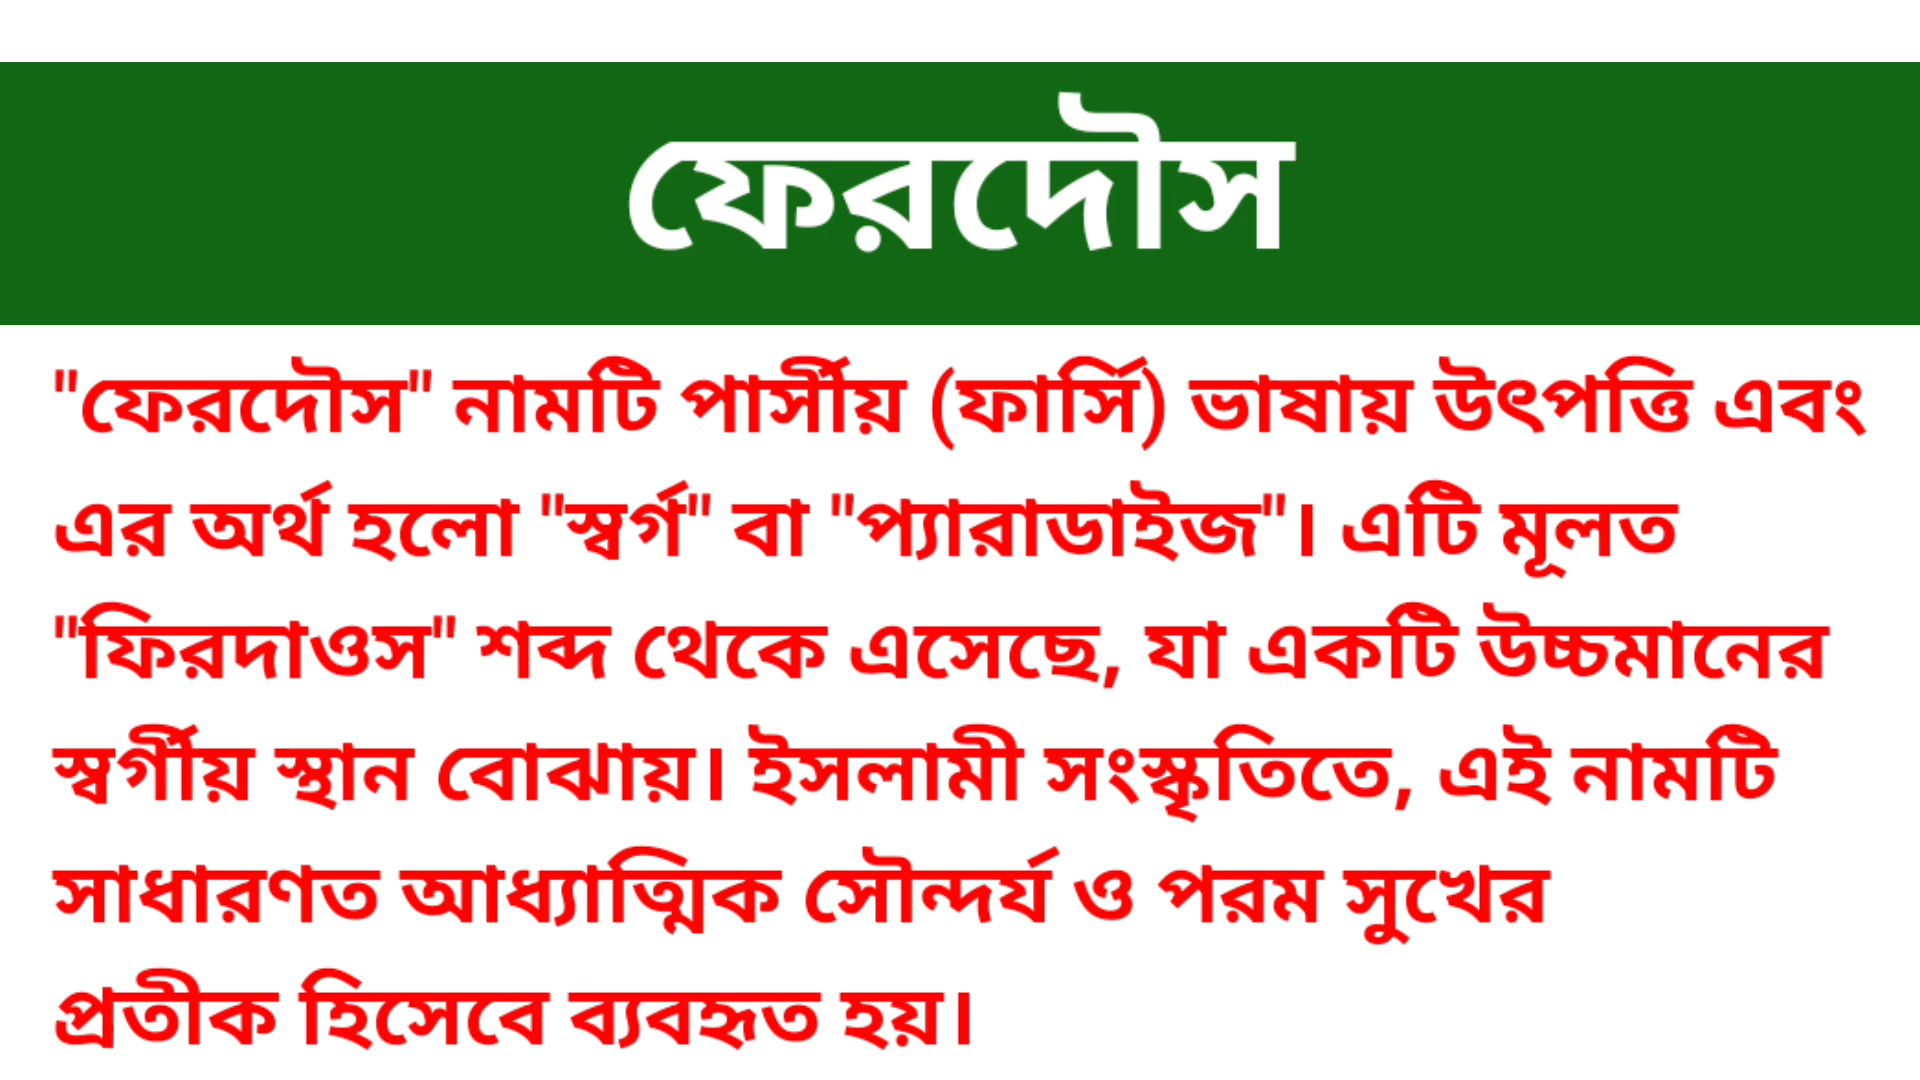 ফেরদৌস
"ফেরদৌস" নামটি পার্সীয় (ফার্সি) ভাষায় উৎপত্তি এবং
এর অর্থ হলো "স্বর্গ" বা "প্যারাডাইজ"। এটি মূলত
"ফিরদাওস" শব্দ থেকে এসেছে, যা একটি উচ্চমানের
স্বর্গীয় স্থান বোঝায়। ইসলামী সংস্কৃতিতে, এই নামটি
সাধারণত আধ্যাত্মিক সৌন্দর্য ও পরম সুখের
প্রতীক হিসেবে ব্যবহৃত হয়।